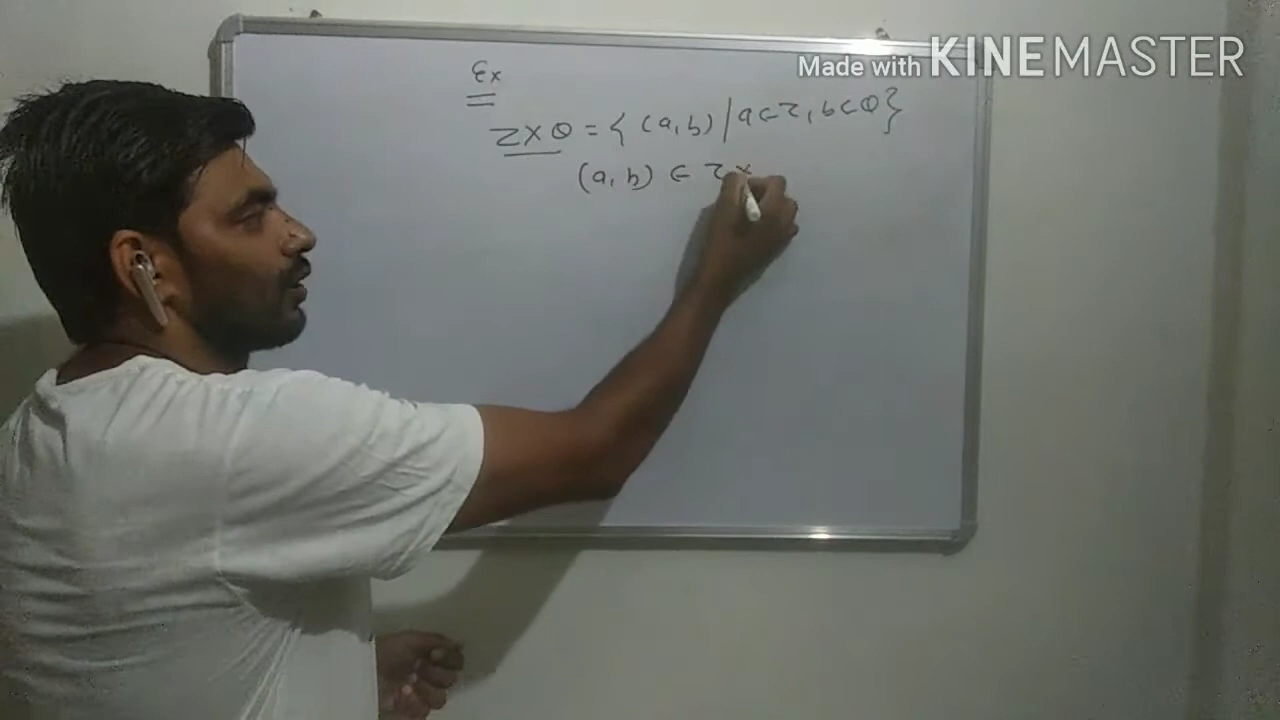 Made with KINEMASTER
Ex
Z X Q = { (a, b) / a ∈ Z, b ∈ Q }
(a, b) ∈ Z x